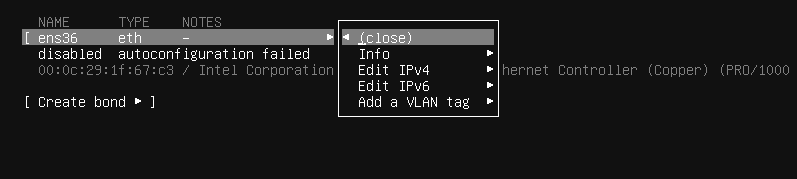 NAME TYPE NOTES
[ ens36 eth - ▸
disabled autoconfiguration failed
00:0c:29:1f:67:c3 / Intel Corporation hernet Controller (Copper) (PRO/1000
[ Create bond ▸ ]
◂ (close)
Info ▸
Edit IPv4 ▸
Edit IPv6 ▸
Add a VLAN tag ▸